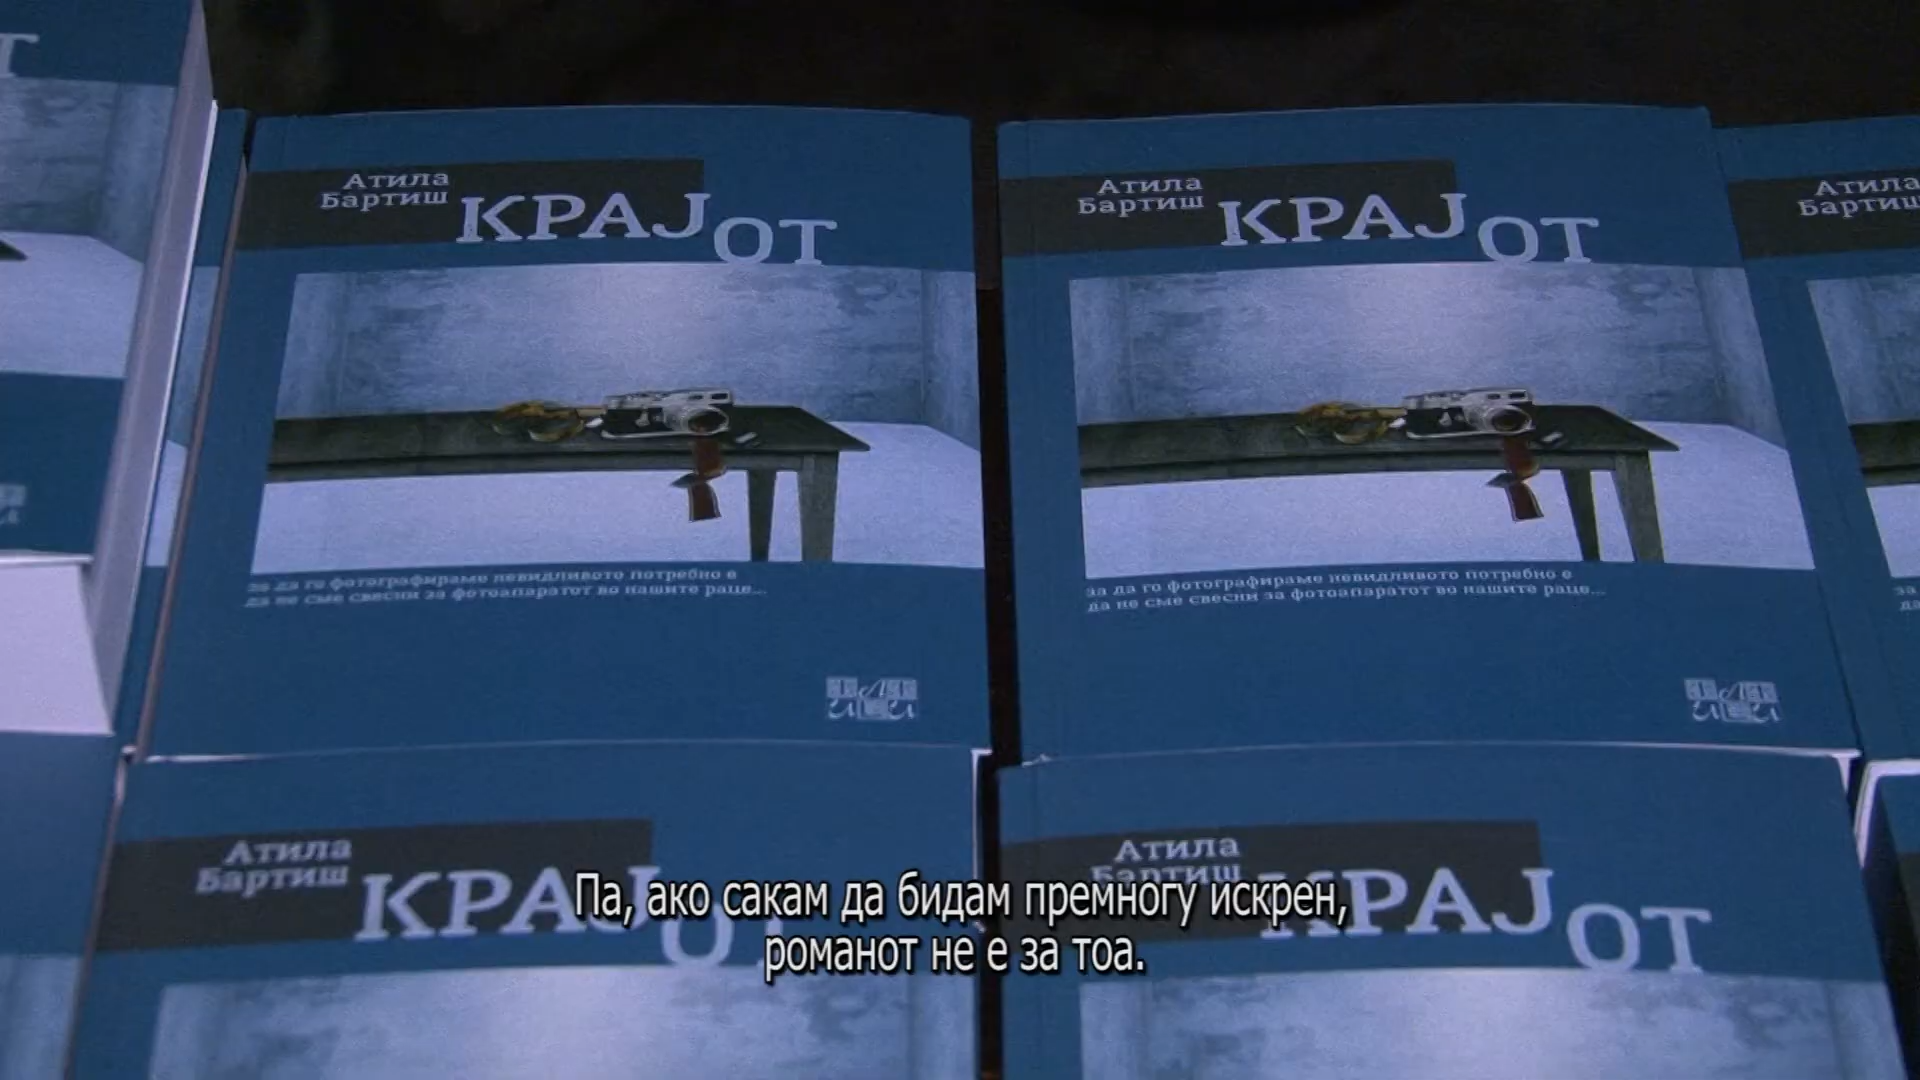 Атила
Бартиш
КРАЈОТ
за да го фотографираме невидливото потребно е
да не сме свесни за фотоапаратот во нашите раце...
Атила
Бартиш
КРАЈОТ
за да го фотографираме невидливото потребно е
да не сме свесни за фотоапаратот во нашите раце...
Атила
Бартиш
Атила
Бартиш
КРАЈОТ
Атила
Бартиш
КРАЈОТ
Па, ако сакам да бидам премногу искрен,
романот не е за тоа.